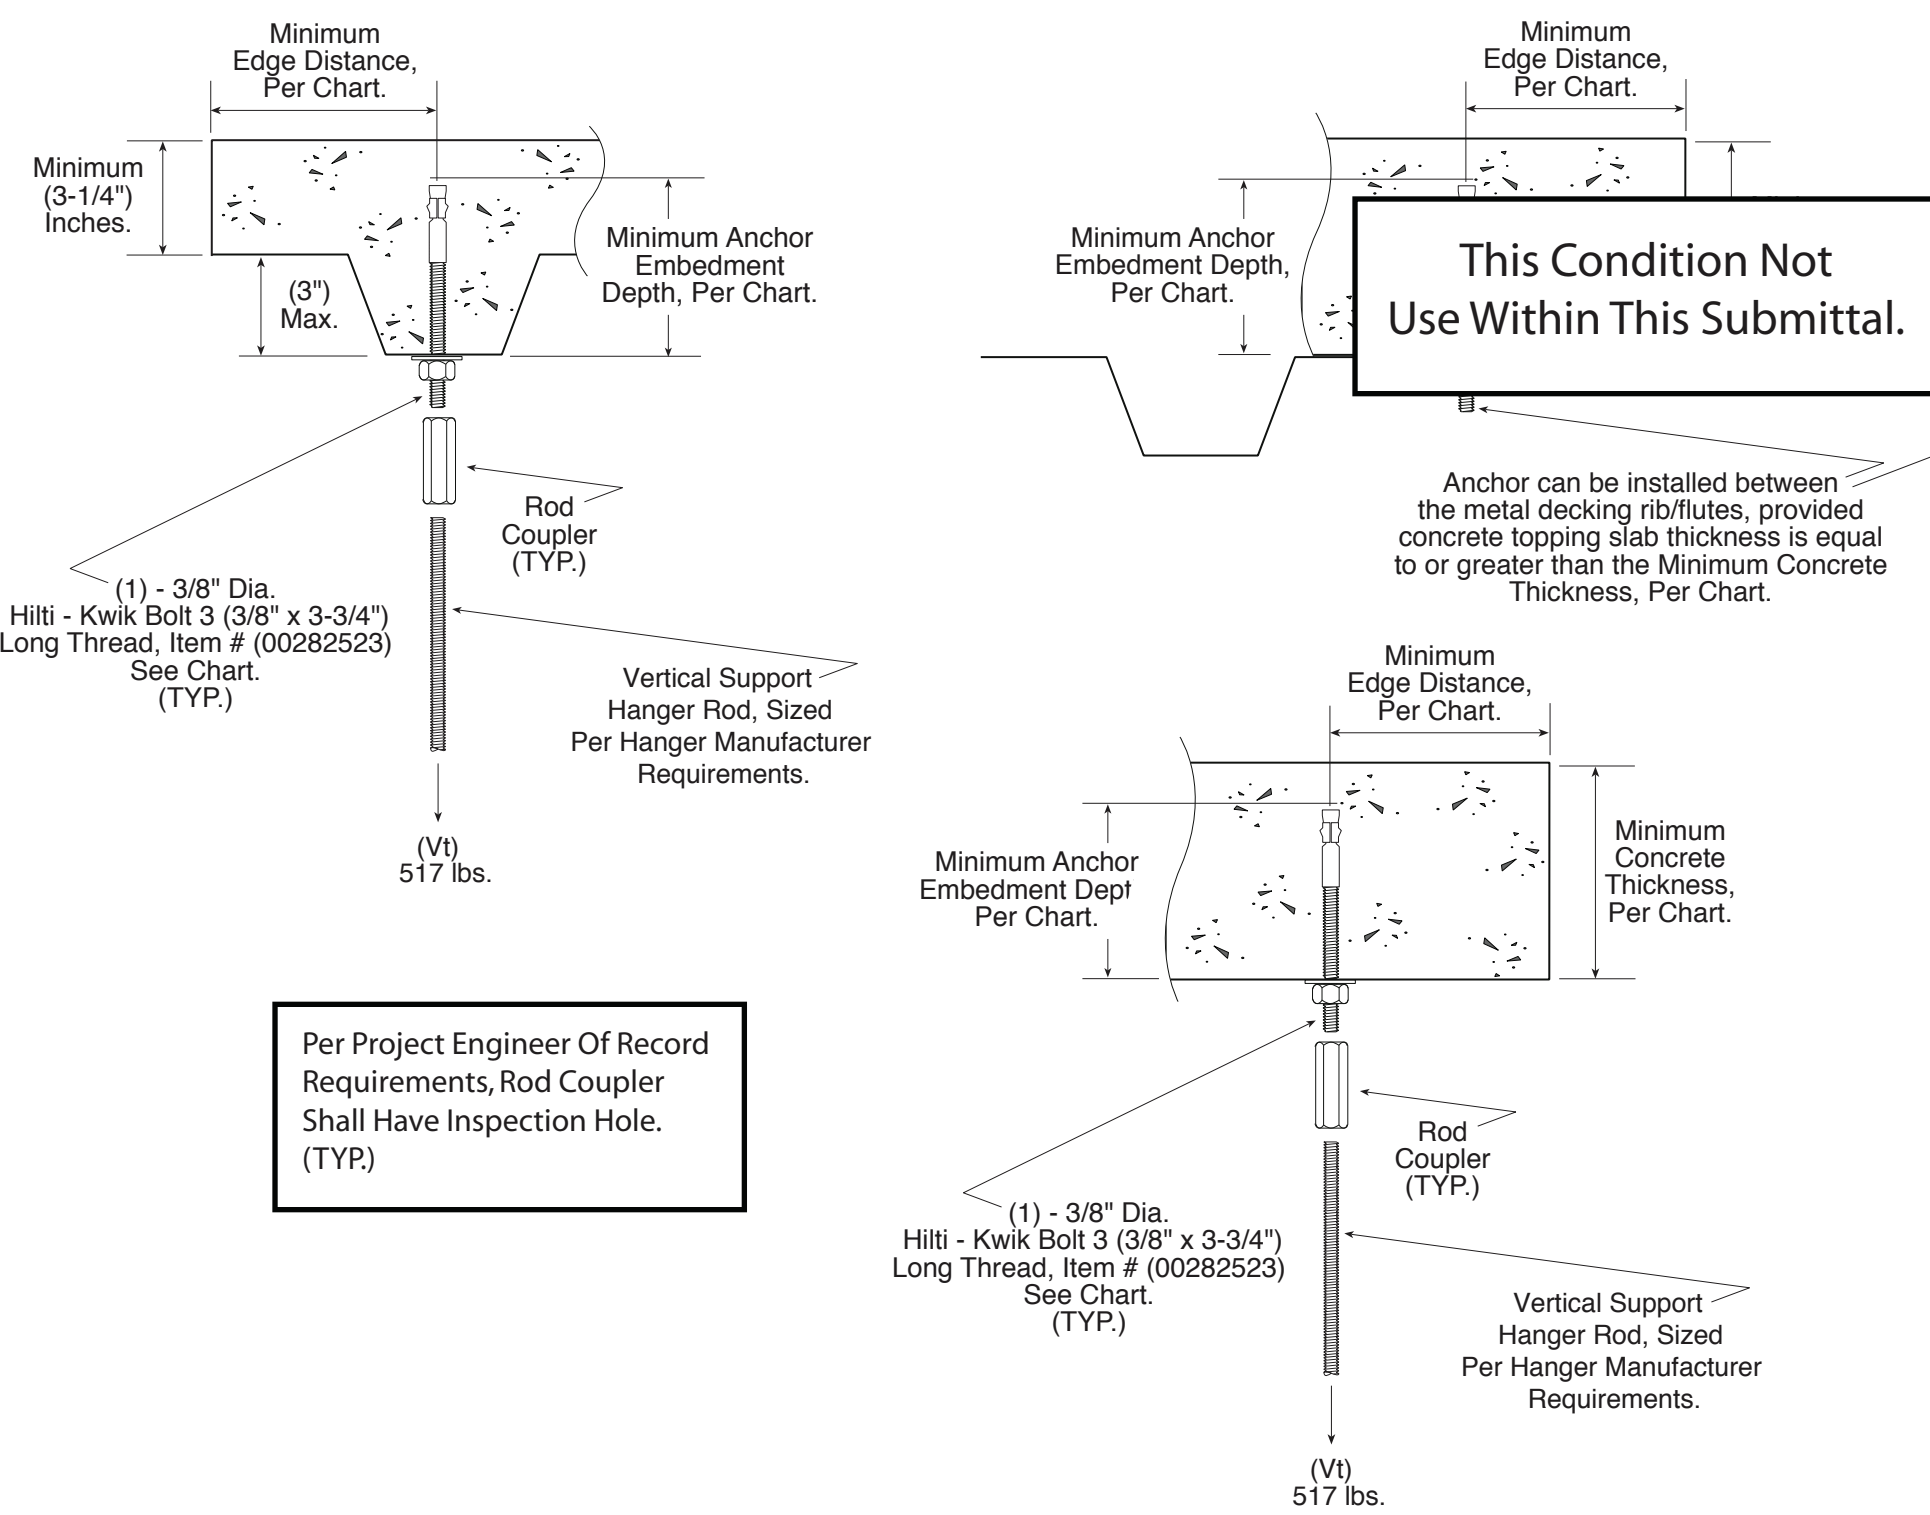 Minimum
Edge Distance,
Per Chart.
Minimum
(3-1/4")
Inches.
(3")
Max.
Minimum Anchor
Embedment
Depth, Per Chart.
Rod
Coupler
(TYP.)
(1) - 3/8" Dia.
Hilti - Kwik Bolt 3 (3/8" x 3-3/4")
Long Thread, Item # (00282523)
See Chart.
(TYP.)
Vertical Support
Hanger Rod, Sized
Per Hanger Manufacturer
Requirements.
(Vt)
517 lbs.
Per Project Engineer Of Record
Requirements, Rod Coupler
Shall Have Inspection Hole.
(TYP.)
Minimum
Edge Distance,
Per Chart.
Minimum Anchor
Embedment Depth,
Per Chart.
This Condition Not
Use Within This Submittal.
Anchor can be installed between
the metal decking rib/flutes, provided
concrete topping slab thickness is equal
to or greater than the Minimum Concrete
Thickness, Per Chart.
Minimum
Edge Distance,
Per Chart.
Minimum Anchor
Embedment Dept
Per Chart.
Minimum
Concrete
Thickness,
Per Chart.
Rod
Coupler
(TYP.)
(1) - 3/8" Dia.
Hilti - Kwik Bolt 3 (3/8" x 3-3/4")
Long Thread, Item # (00282523)
See Chart.
(TYP.)
Vertical Support
Hanger Rod, Sized
Per Hanger Manufacturer
Requirements.
(Vt)
517 lbs.